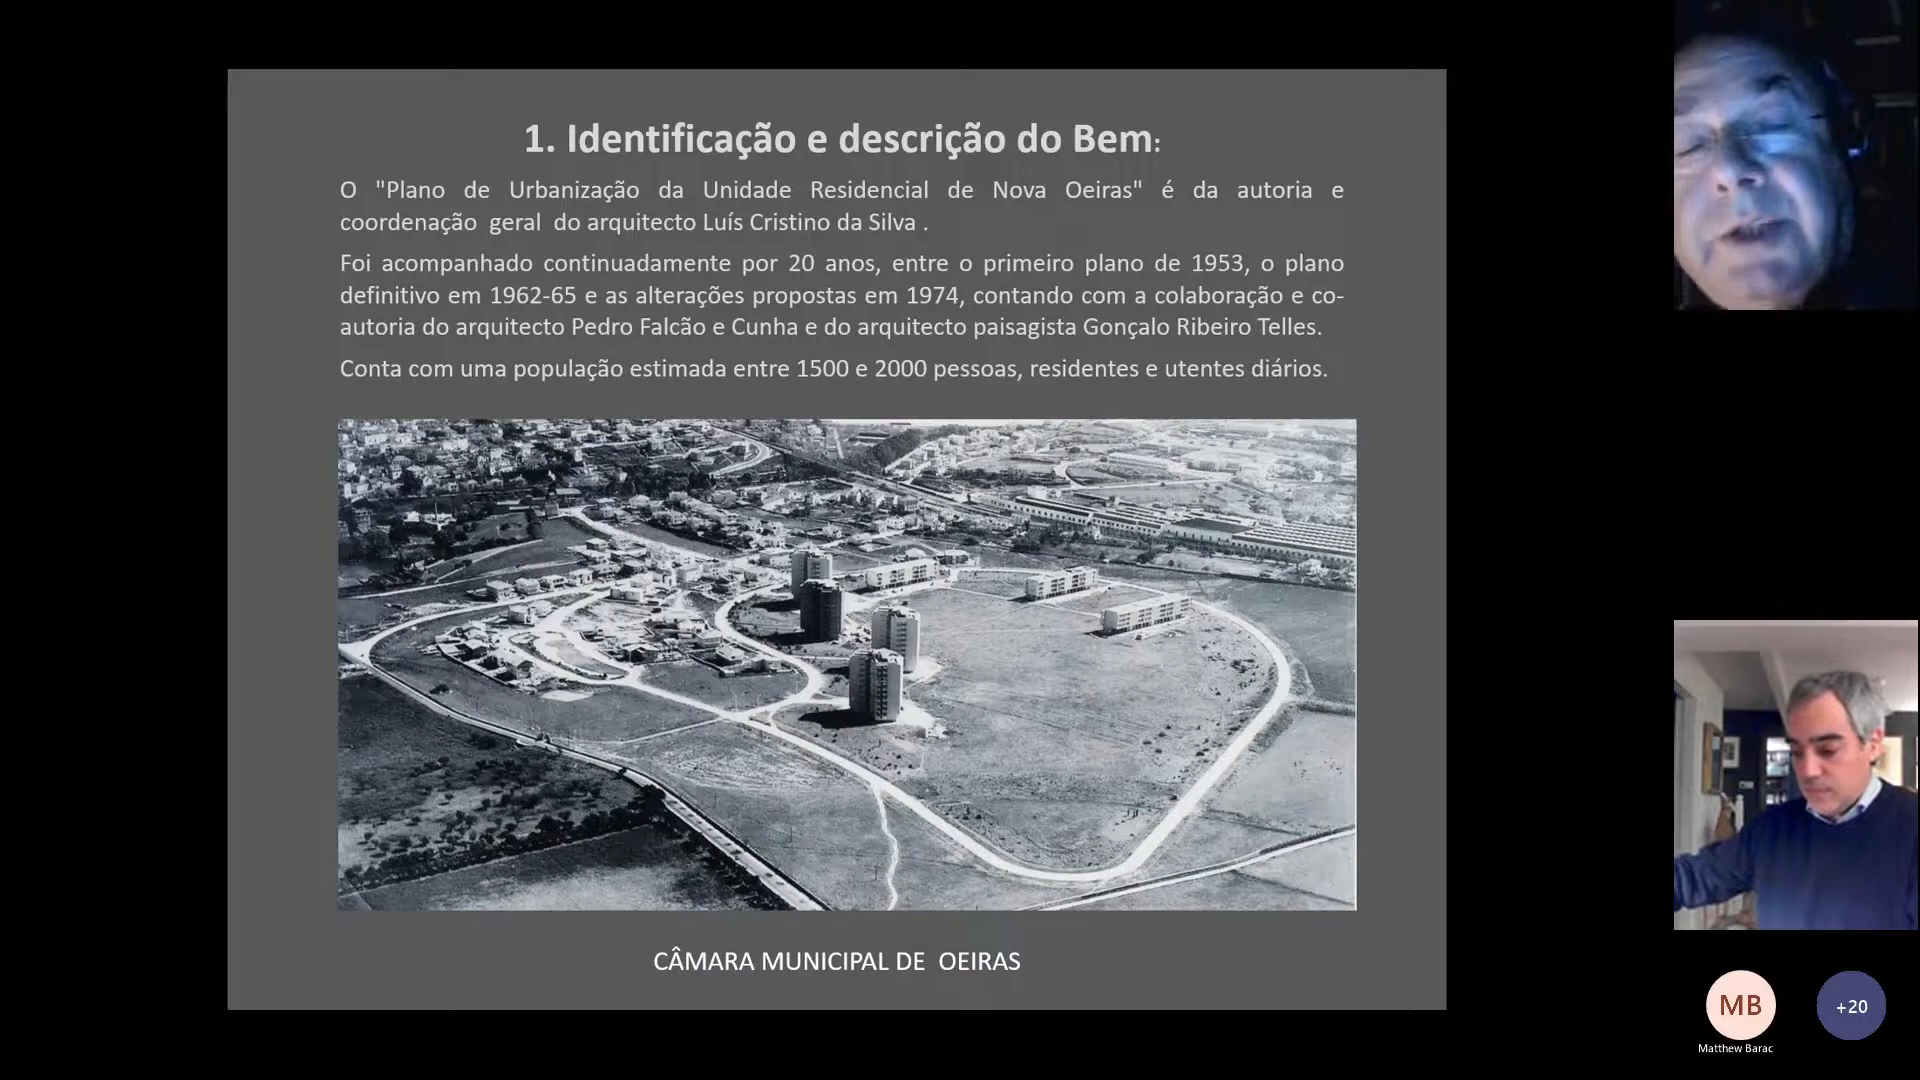 1. Identificação e descrição do Bem:
O "Plano de Urbanização da Unidade Residencial de Nova Oeiras" é da autoria e
coordenação geral do arquitecto Luís Cristino da Silva .
Foi acompanhado continuadamente por 20 anos, entre o primeiro plano de 1953, o plano
definitivo em 1962-65 e as alterações propostas em 1974, contando com a colaboração e co-
autoria do arquitecto Pedro Falcão e Cunha e do arquitecto paisagista Gonçalo Ribeiro Telles.
Conta com uma população estimada entre 1500 e 2000 pessoas, residentes e utentes diários.
CÂMARA MUNICIPAL DE OEIRAS
MB
+20
Matthew Barac